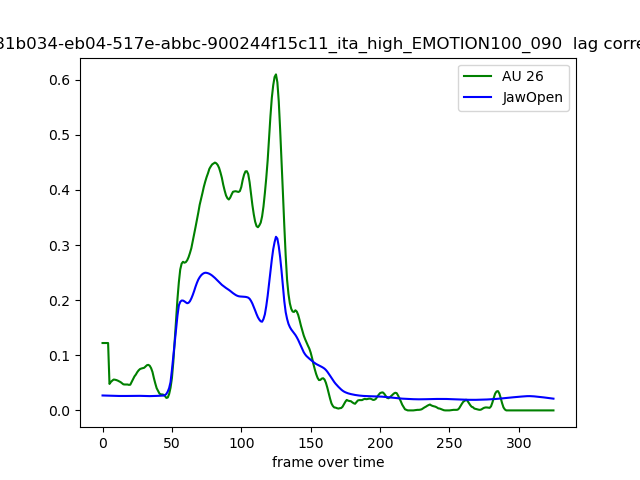 31b034-eb04-517e-abbc-900244f15c11_ita_high_EMOTION100_090 lag corre
AU 26
JawOpen
0.6
0.5
0.4
0.3
0.2
0.1
0.0
0 50 100 150 200 250 300
frame over time